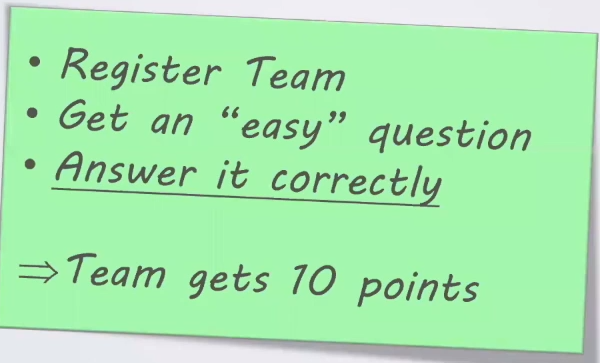 • Register Team
• Get an “easy” question
• Answer it correctly
⇒ Team gets 10 points